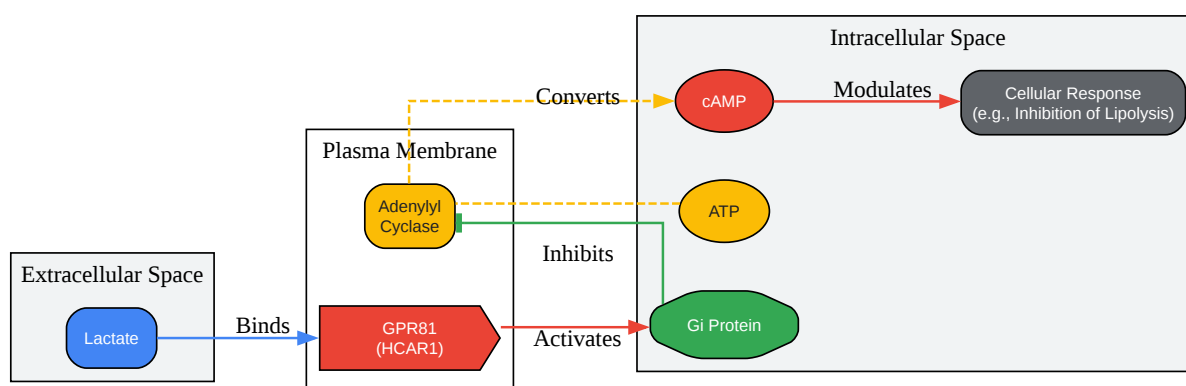 Intracellular Space
Converts
cAMP
Modulates
Cellular Response
(e.g., Inhibition of Lipolysis)
Plasma Membrane
Adenylyl
Cyclase
ATP
Inhibits
Extracellular Space
Lactate
Binds
GPR81
(HCAR1)
Activates
Gi Protein